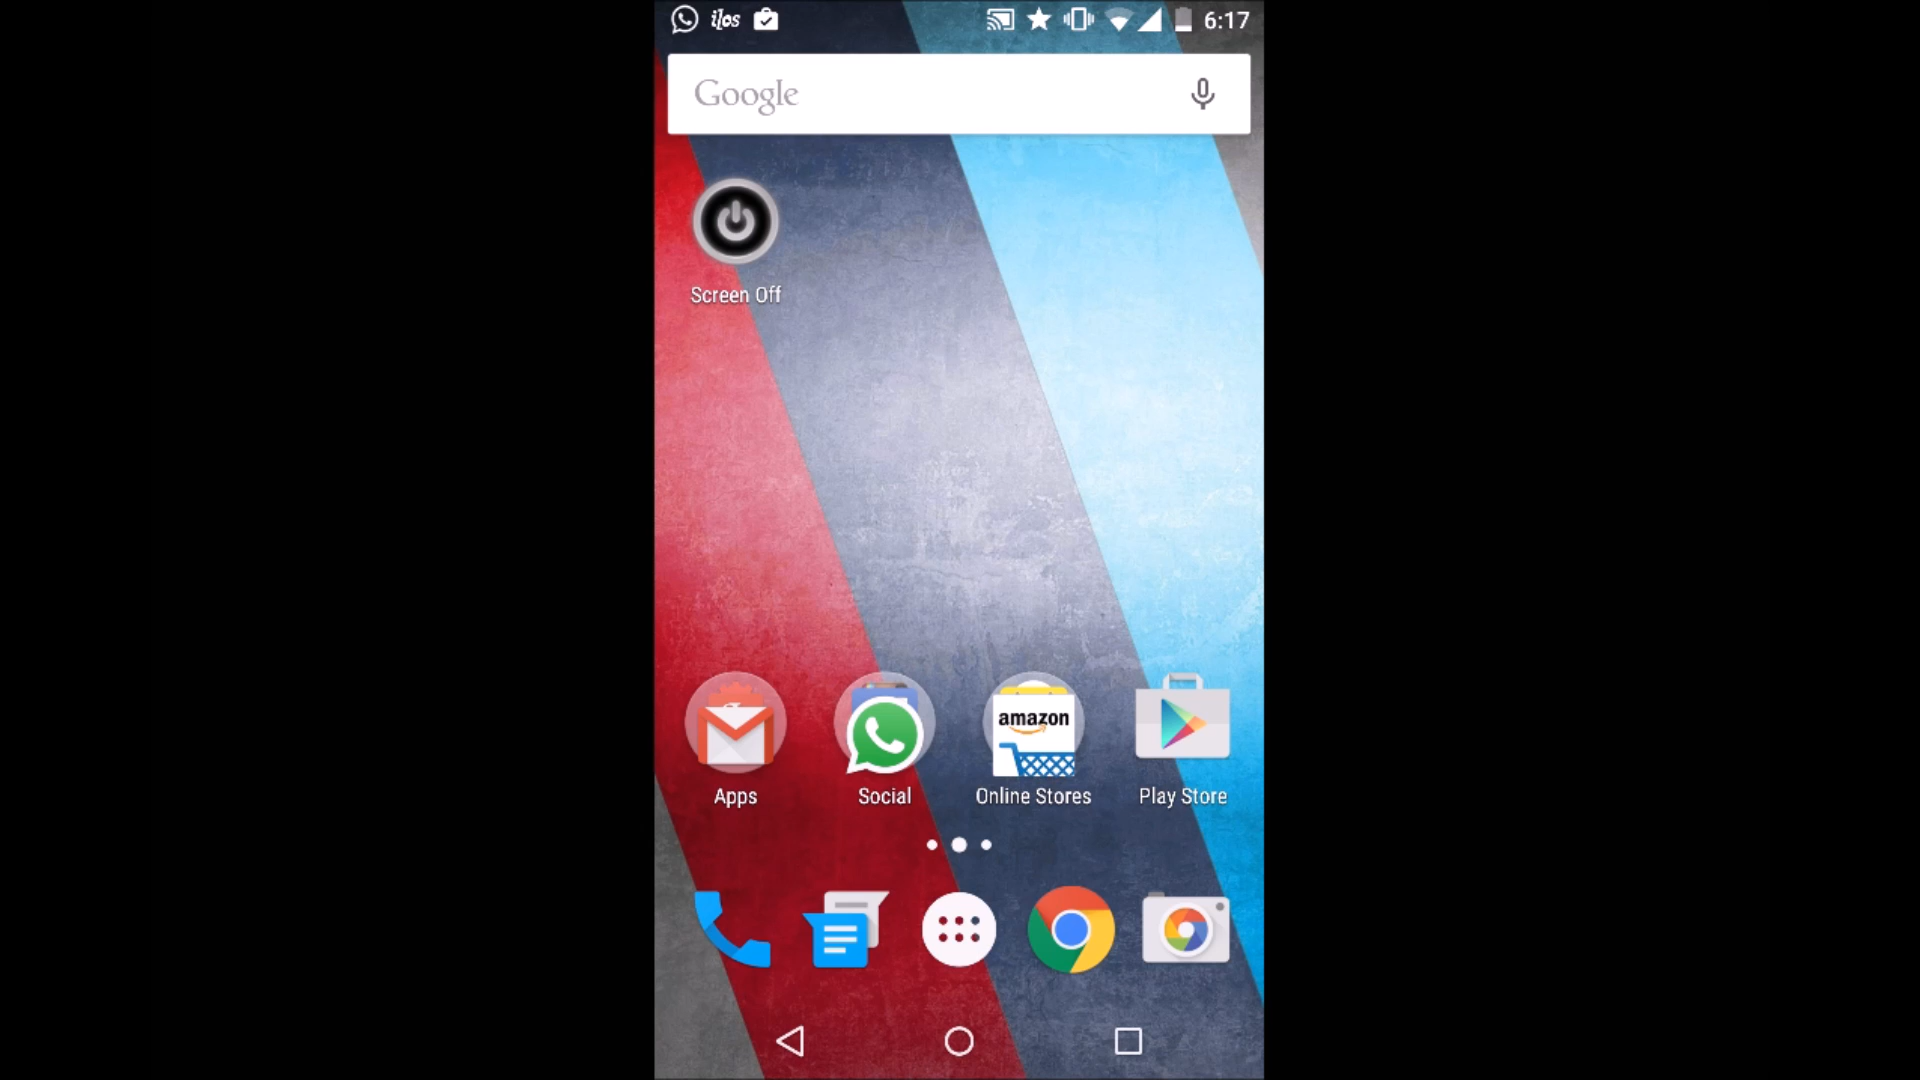 ilos 6:17
Google
Screen Off
amazon
Apps Social Online Stores Play Store